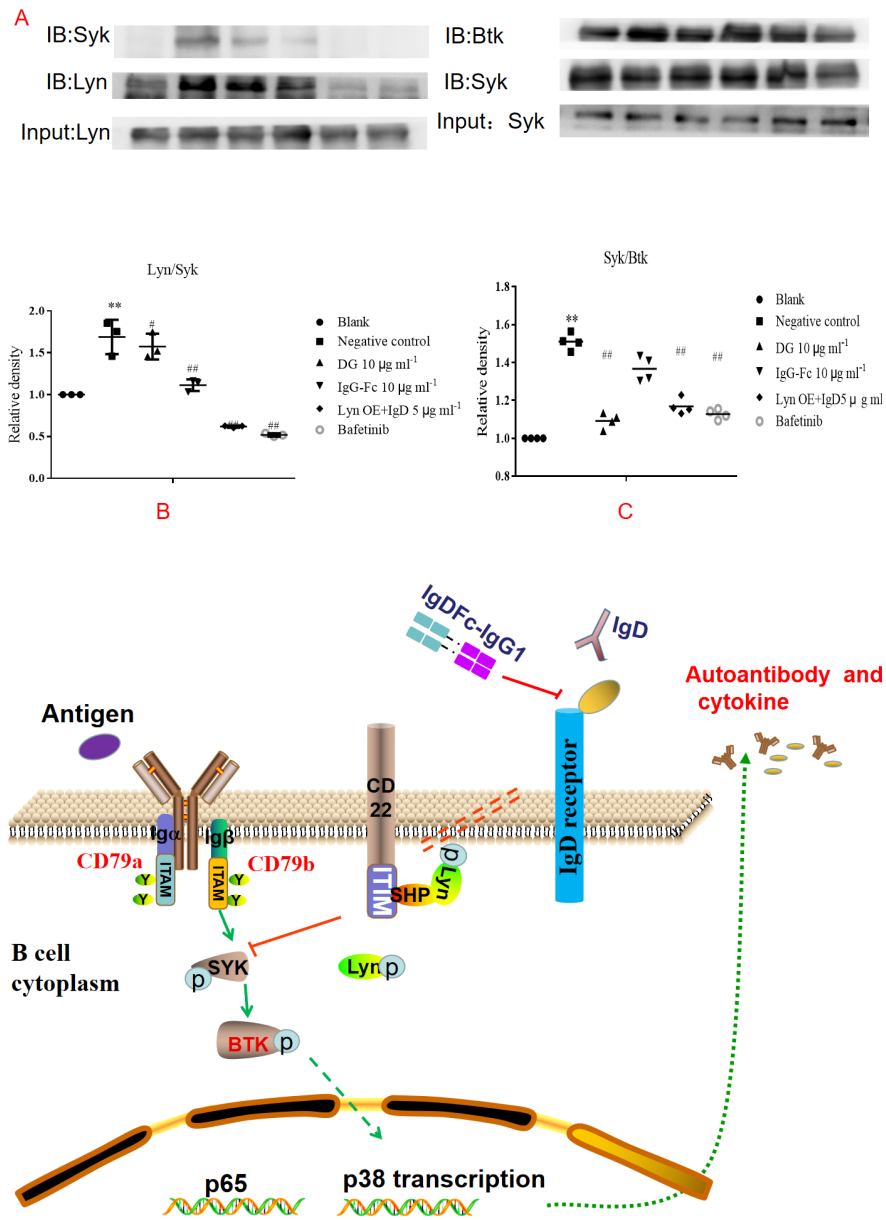 A
IB:Syk
IB:Lyn
Input:Lyn
IB:Btk
IB:Syk
Input：Syk
Lyn/Syk
Relative density
2.0
1.5
1.0
0.5
0.0
**
#
##
##
##
Blank
Negative control
DG 10 μg ml-1
IgG-Fc 10 μg ml-1
Lyn OE+IgD 5 μg ml-1
Bafetinib
B
Syk/Btk
Relative density
1.8
1.6
1.4
1.2
1.0
0.8
**
##
##
##
Blank
Negative control
DG 10 μg ml-1
IgG-Fc 10 μg ml-1
Lyn OE+IgD5 μ g ml
Bafetinib
C
IgDFc-IgG1
IgD
Autoantibody and
cytokine
Antigen
CD
22
IgD receptor
Igα
Igβ
CD79a
CD79b
ITAM
ITAM
Y
Y
Y
Y
ITIM
SHP
Lyn
p
B cell
cytoplasm
SYK
p
Lyn
p
BTK
p
p65
p38 transcription